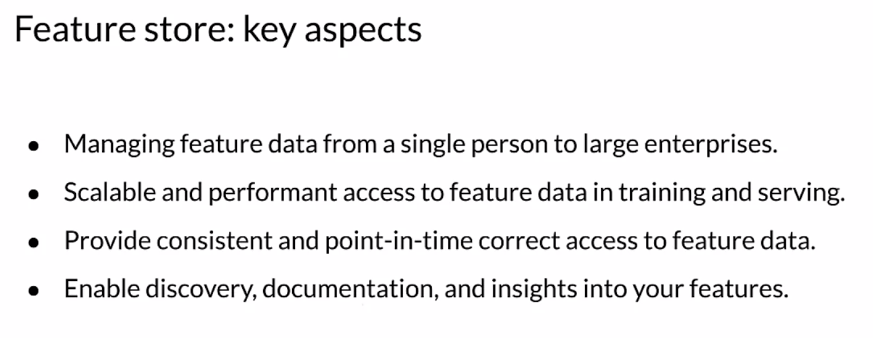 Feature store: key aspects
● Managing feature data from a single person to large enterprises.
● Scalable and performant access to feature data in training and serving.
● Provide consistent and point-in-time correct access to feature data.
● Enable discovery, documentation, and insights into your features.